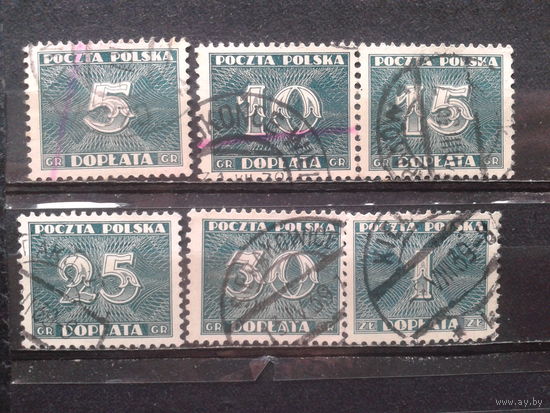 POCZTA POLSKA
5
GR DOPŁATA GR
POCZTA POLSKA
10
GR DOPŁATA GR
POCZTA POLSKA
15
GR DOPŁATA GR
POCZTA POLSKA
25
GR DOPŁATA GR
POCZTA POLSKA
GR DOPŁATA GR
POCZTA POLSKA
1
ZŁ DOPŁATA ZŁ
www.ay.by